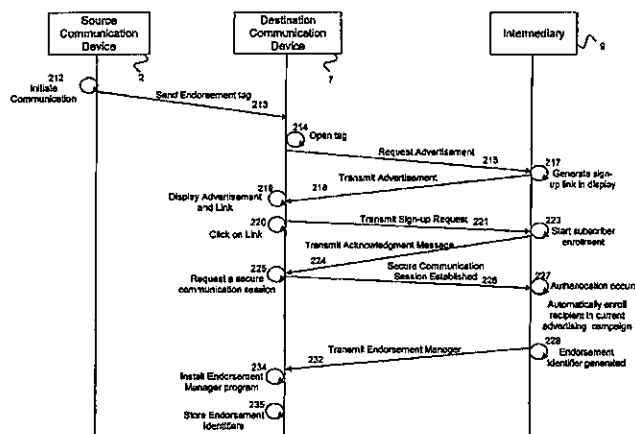 Source
Communication
Device
2
Destination
Communication
Device
7
Intermediary
9
212
Initiate
Communication
Send Endorsement tag
213
214
Open tag
Request Advertisement
215
217
Generate sign-
up link in display
Transmit Advertisement
218
219
Display Advertisement
and Link
220
Click on Link
Transmit Sign-up Request
221
223
Start subscriber
enrollment
Transmit Acknowledgment Message
224
225
Request a secure
communication session
Secure Communication
Session Established
226
227
Authentication occurs
Automatically enroll
recipient in current
advertising campaign
228
Endorsement
Identifier generated
Transmit Endorsement Manager
232
234
Install Endorsement
Manager program
235
Store Endorsement
Identifiers